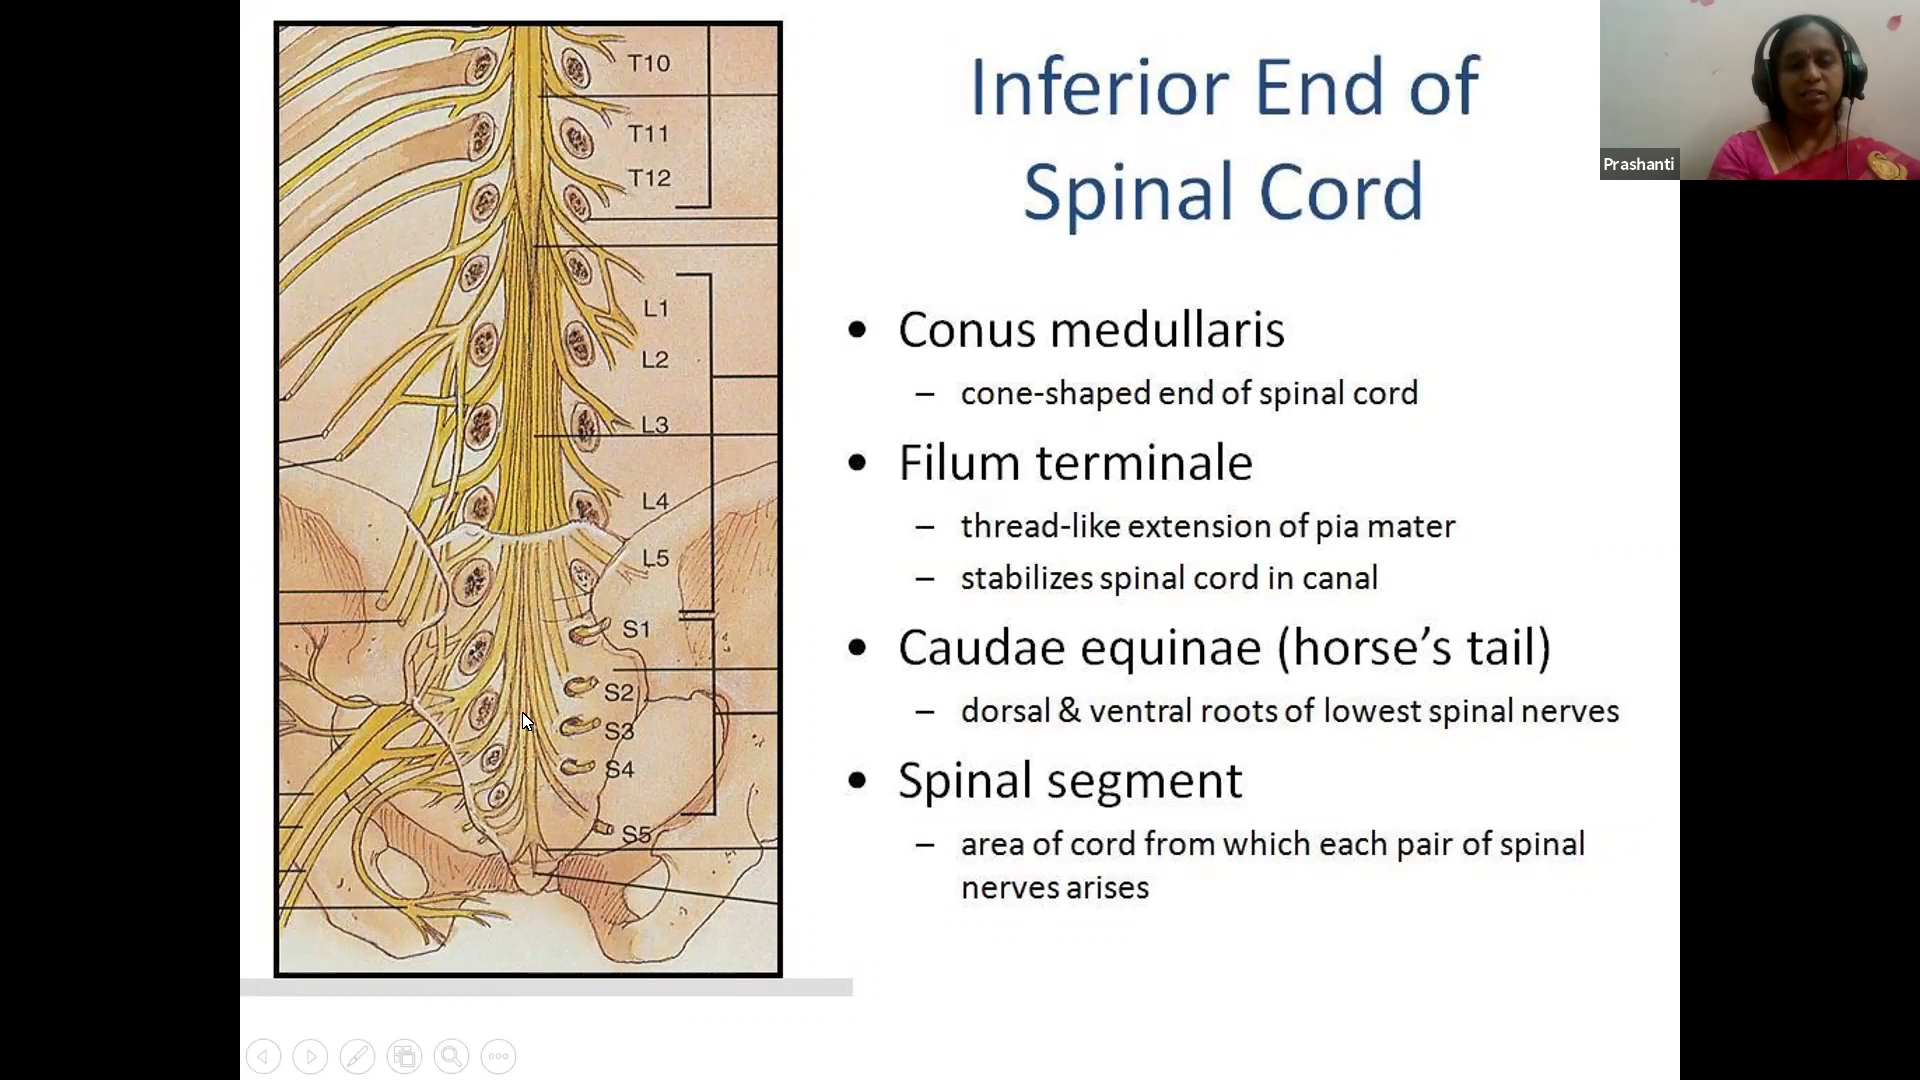 Inferior End of
Spinal Cord
Prashanti
• Conus medullaris
– cone-shaped end of spinal cord
• Filum terminale
– thread-like extension of pia mater
– stabilizes spinal cord in canal
• Caudae equinae (horse's tail)
– dorsal & ventral roots of lowest spinal nerves
• Spinal segment
– area of cord from which each pair of spinal
nerves arises
T10
T11
T12
L1
L2
L3
L4
L5
S1
S2
S3
S4
S5